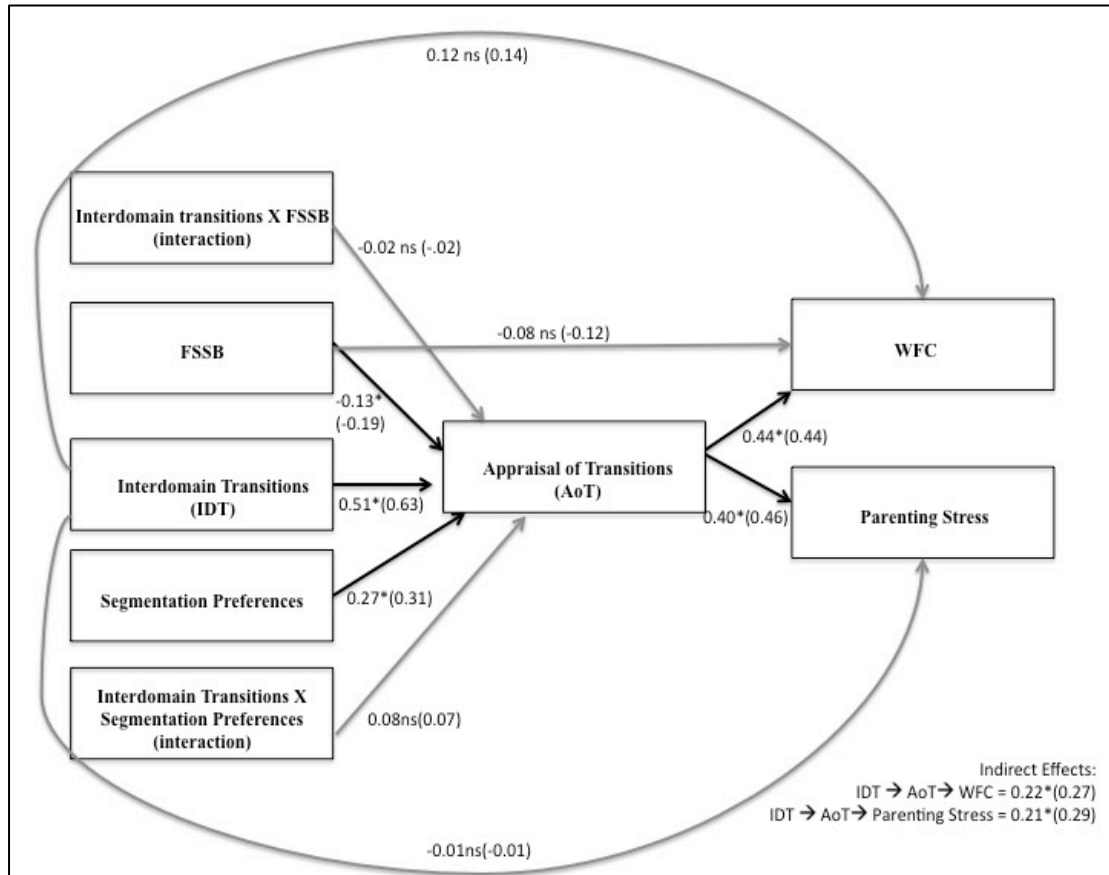 0.12 ns (0.14)
Interdomain transitions X FSSB
(interaction)
-0.02 ns (-.02)
FSSB
-0.08 ns (-0.12)
WFC
-0.13*
(-0.19)
Appraisal of Transitions
(AoT)
0.44*(0.44)
Interdomain Transitions
(IDT)
0.51*(0.63)
0.40*(0.46)
Parenting Stress
Segmentation Preferences
0.27*(0.31)
Interdomain Transitions X
Segmentation Preferences
(interaction)
0.08ns(0.07)
Indirect Effects:
IDT → AoT→ WFC = 0.22*(0.27)
IDT → AoT→ Parenting Stress = 0.21*(0.29)
-0.01ns(-0.01)